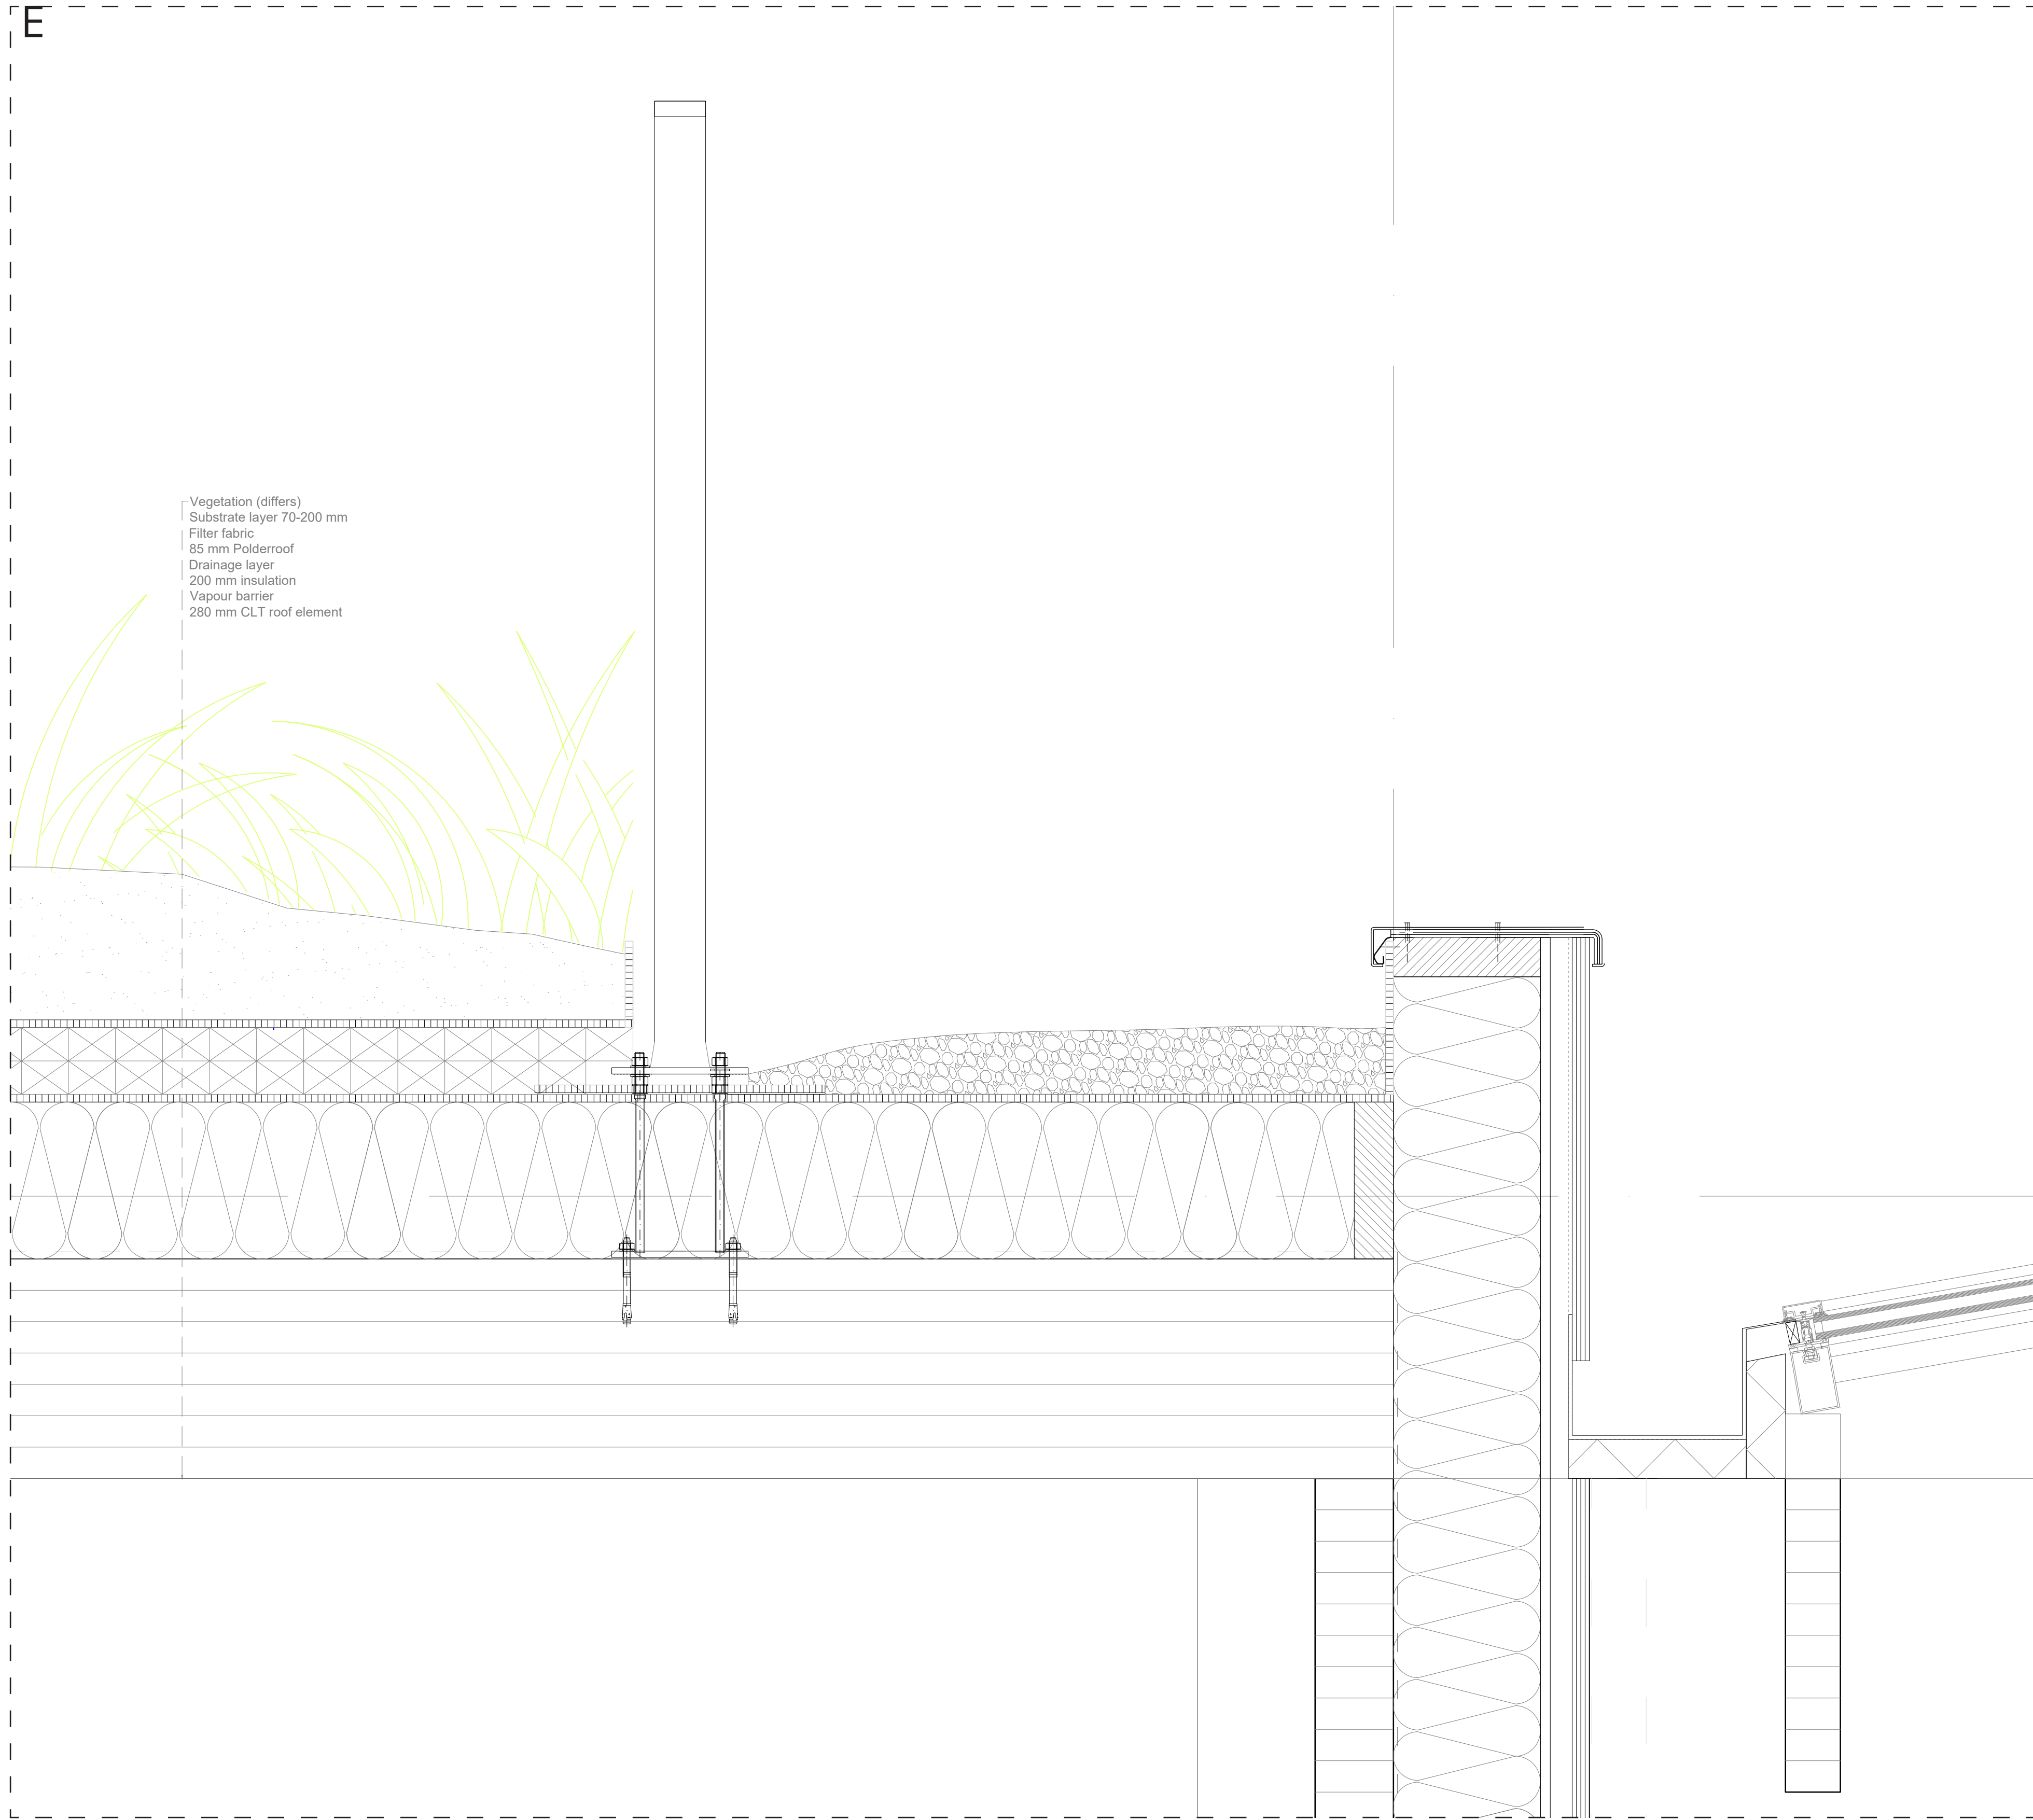 E
Vegetation (differs)
Substrate layer 70-200 mm
Filter fabric
85 mm Polderroof
Drainage layer
200 mm insulation
Vapour barrier
280 mm CLT roof element